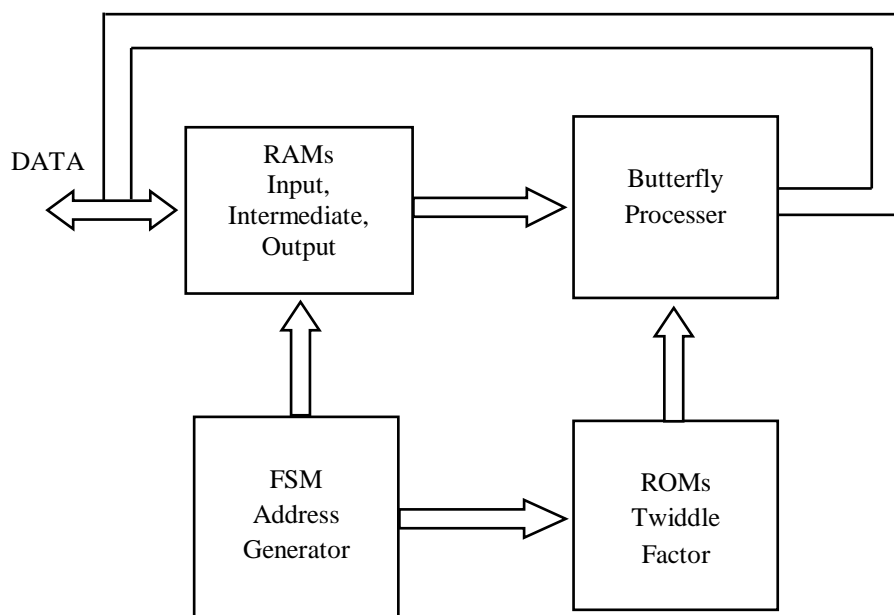 DATA
RAMs
Input,
Intermediate,
Output
Butterfly
Processer
FSM
Address
Generator
ROMs
Twiddle
Factor